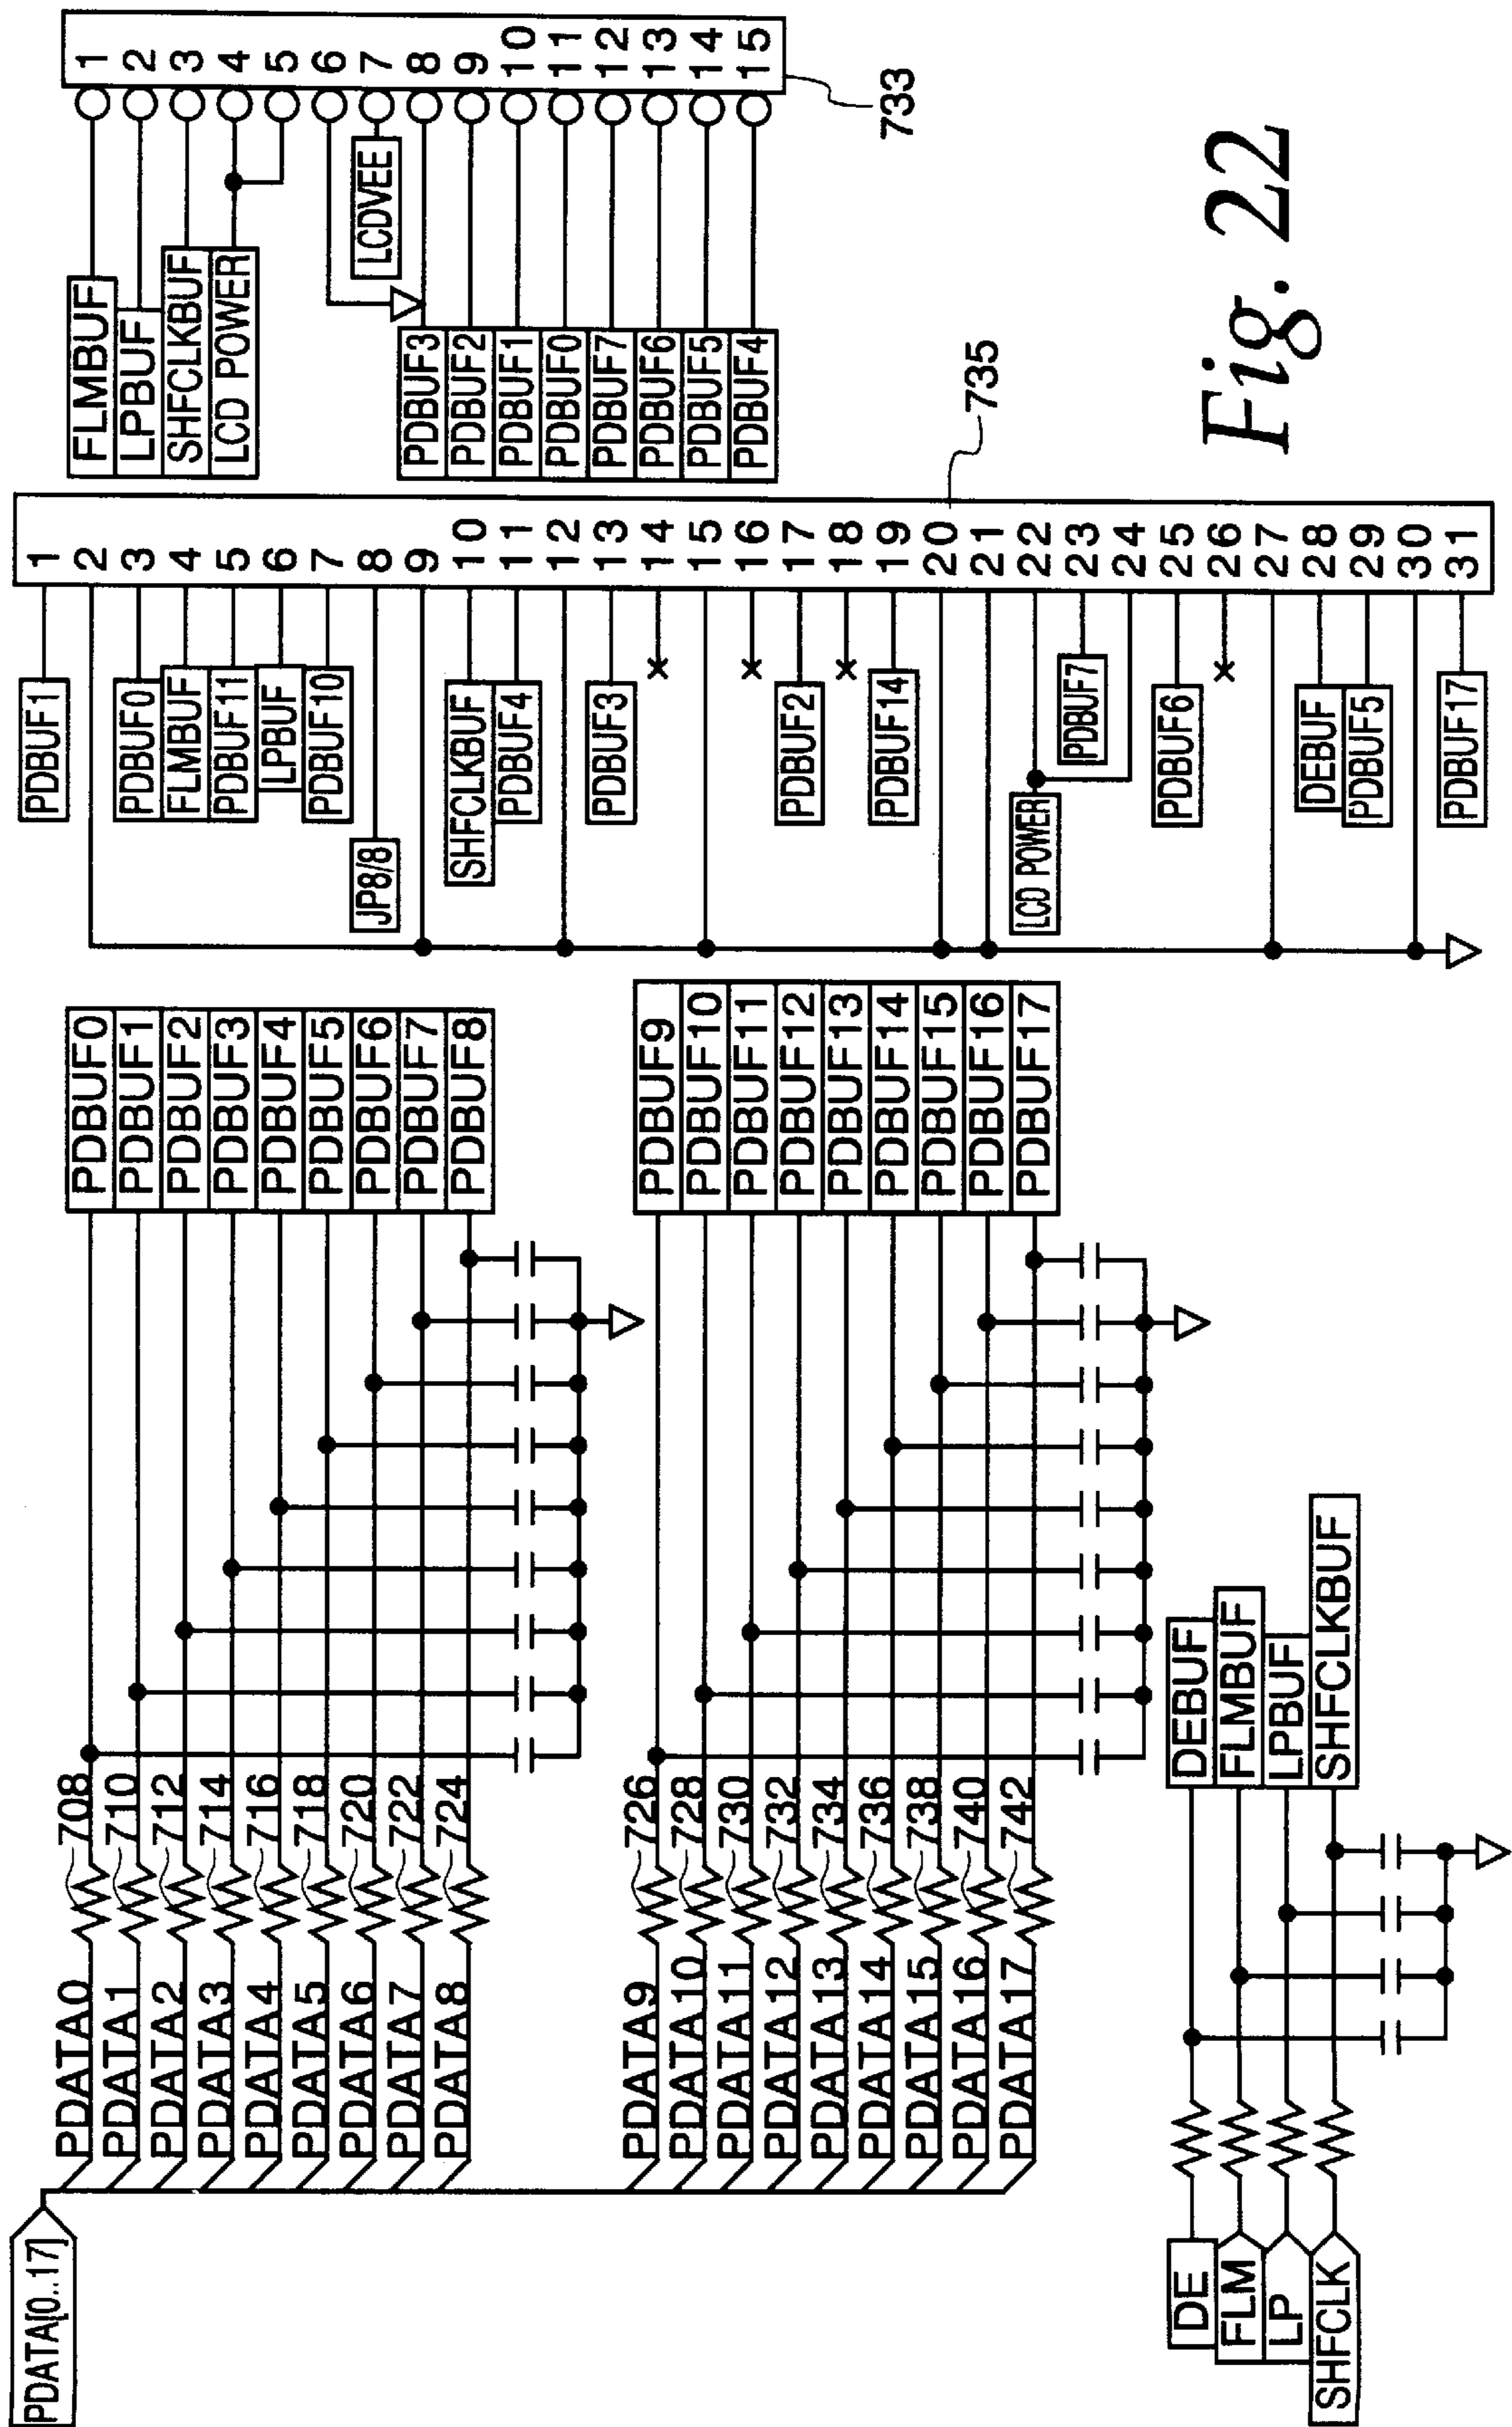 PDATA[0..17]
PDATA0 708 PDBUF0
PDATA1 710 PDBUF1
PDATA2 712 PDBUF2
PDATA3 714 PDBUF3
PDATA4 716 PDBUF4
PDATA5 718 PDBUF5
PDATA6 720 PDBUF6
PDATA7 722 PDBUF7
PDATA8 724 PDBUF8
PDATA9 726 PDBUF9
PDATA10 728 PDBUF10
PDATA11 730 PDBUF11
PDATA12 732 PDBUF12
PDATA13 734 PDBUF13
PDATA14 736 PDBUF14
PDATA15 738 PDBUF15
PDATA16 740 PDBUF16
PDATA17 742 PDBUF17
DE DEBUF
FLM FLMBUF
LP LPBUF
SHFCLK SHFCLKBUF
PDBUF1 1
2
PDBUF0 3
FLMBUF 4
PDBUF11 5
LPBUF 6
PDBUF10 7
JP8/8 8
9
SHFCLKBUF 10
PDBUF4 11
12
PDBUF3 13
14
15
16
PDBUF2 17
18
PDBUF14 19
20
21
LCD POWER 22
PDBUF7 23
24
PDBUF6 25
26
27
DEBUF 28
PDBUF5 29
30
PDBUF17 31
735
FLMBUF 1
LPBUF 2
SHFCLKBUF 3
LCD POWER 4
5
6
LCDVEE 7
PDBUF3 8
PDBUF2 9
PDBUF1 10
PDBUF0 11
PDBUF7 12
PDBUF6 13
PDBUF5 14
PDBUF4 15
733
Fig. 22